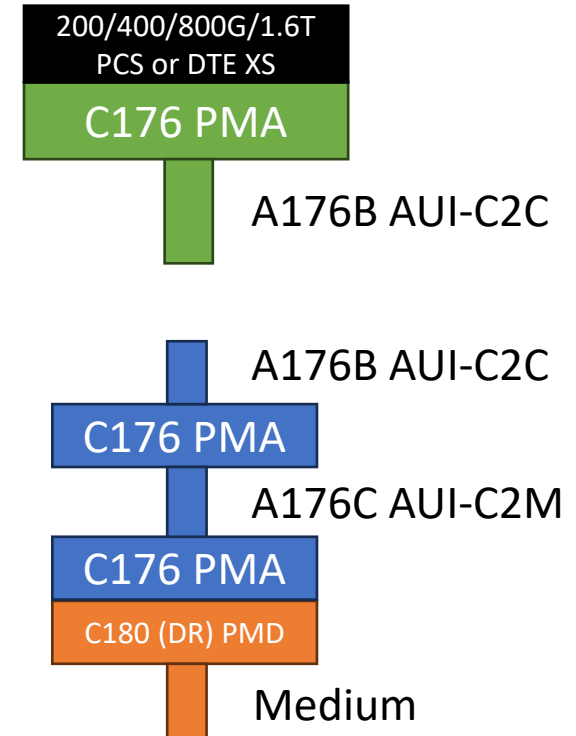 200/400/800G/1.6T
PCS or DTE XS
C176 PMA
A176B AUI-C2C
A176B AUI-C2C
C176 PMA
A176C AUI-C2M
C176 PMA
C180 (DR) PMD
Medium